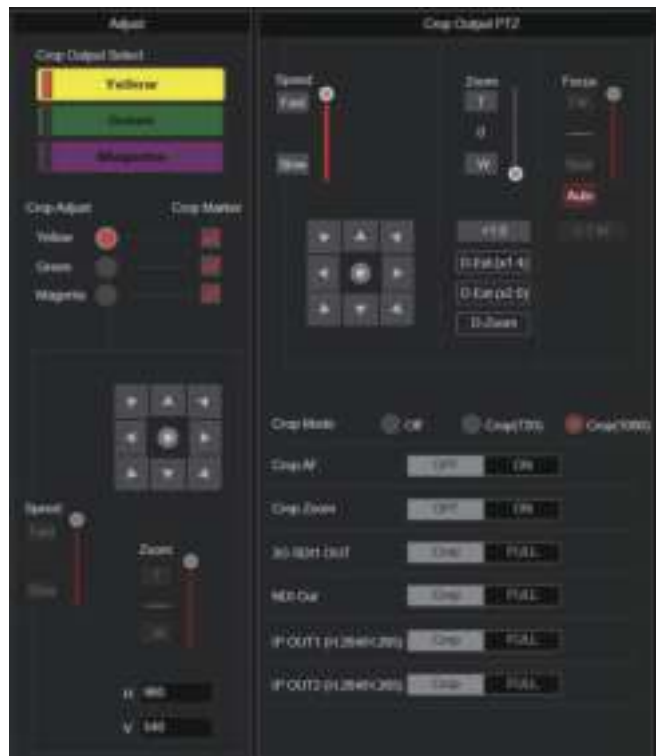 Adjust
Crop Output Select
Yellow
Green
Magenta
Crop Adjust
Crop Marker
Yellow
Green
Magenta
Speed
Fast
Slow
Zoom
T
W
H 480
V 540
Crop Output PTZ
Speed
Fast
Slow
Zoom
T
0
W
Focus
Far
Near
Auto
D-Ext(x1.4)
D-Ext(x2.0)
D-Zoom
Crop Mode
Off
Crop(720)
Crop(1080)
Crop AF
OFF
ON
Crop Zoom
OFF
ON
3G SDI1 OUT
Crop
FULL
NDI Out
Crop
FULL
IP OUT1 (H.264/H.265)
Crop
FULL
IP OUT2 (H.264/H.265)
Crop
FULL